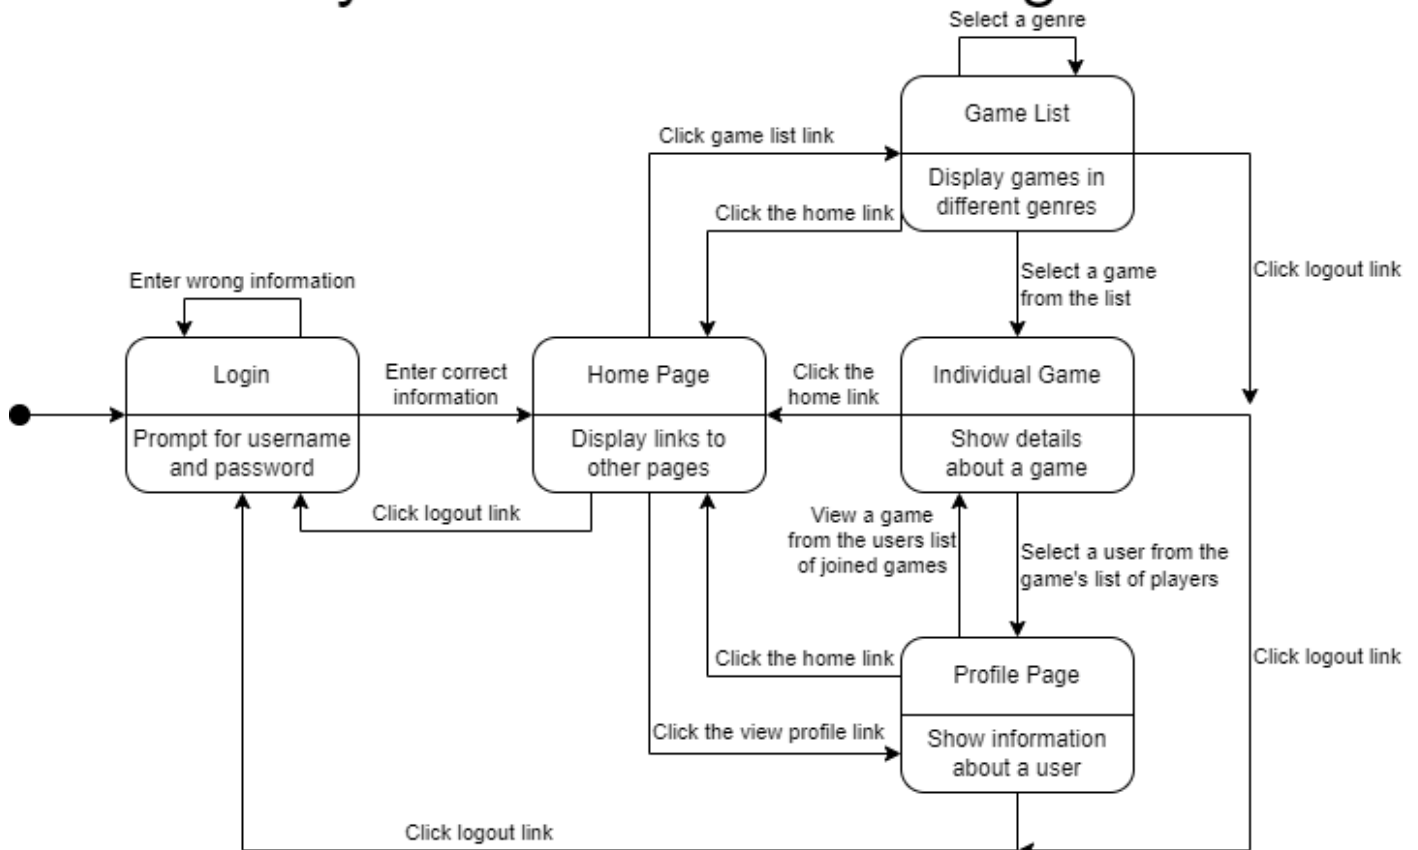 Select a genre
Game List
Click game list link
Display games in
different genres
Click the home link
Enter wrong information
Select a game
from the list
Click logout link
Login
Enter correct
information
Home Page
Click the
home link
Individual Game
Prompt for username
and password
Display links to
other pages
Show details
about a game
Click logout link
View a game
from the users list
of joined games
Select a user from the
game's list of players
Click the home link
Profile Page
Click logout link
Click the view profile link
Show information
about a user
Click logout link